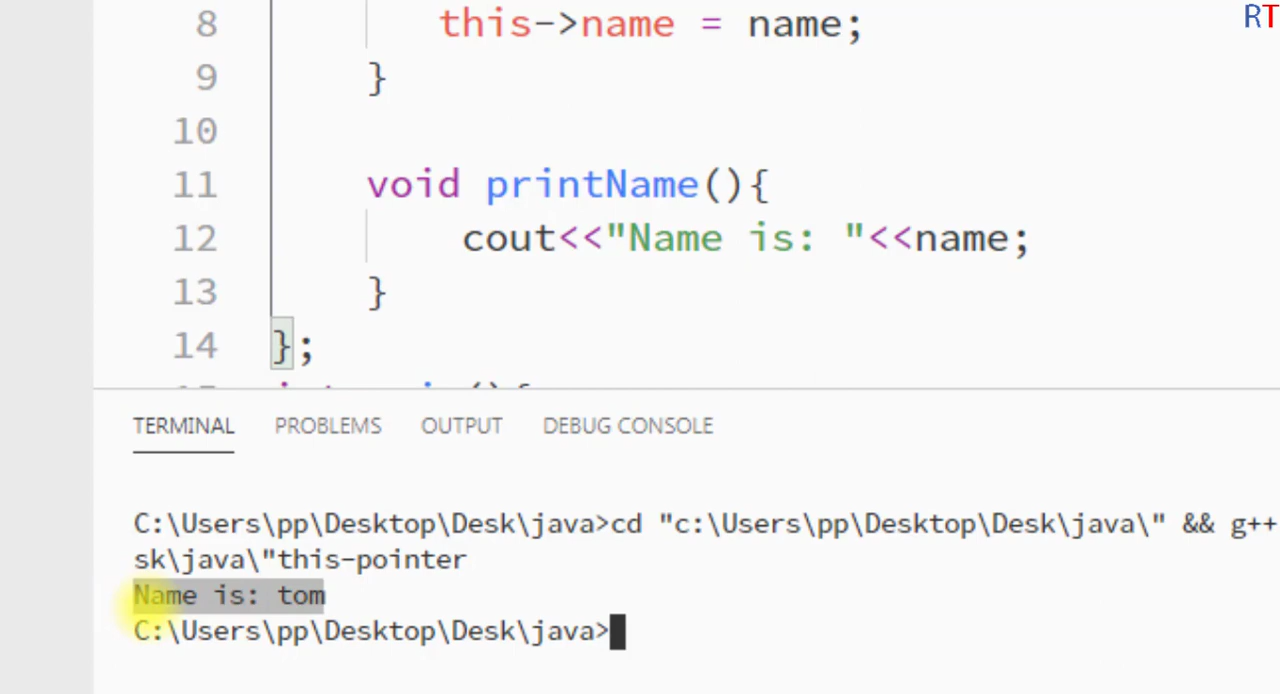 RT
8 this->name = name;
9 }
10
11 void printName(){
12 cout<<"Name is: "<<name;
13 }
14 };
TERMINAL PROBLEMS OUTPUT DEBUG CONSOLE
C:\Users\pp\Desktop\Desk\java>cd "c:\Users\pp\Desktop\Desk\java\" && g++
sk\java\"this-pointer
Name is: tom
C:\Users\pp\Desktop\Desk\java>